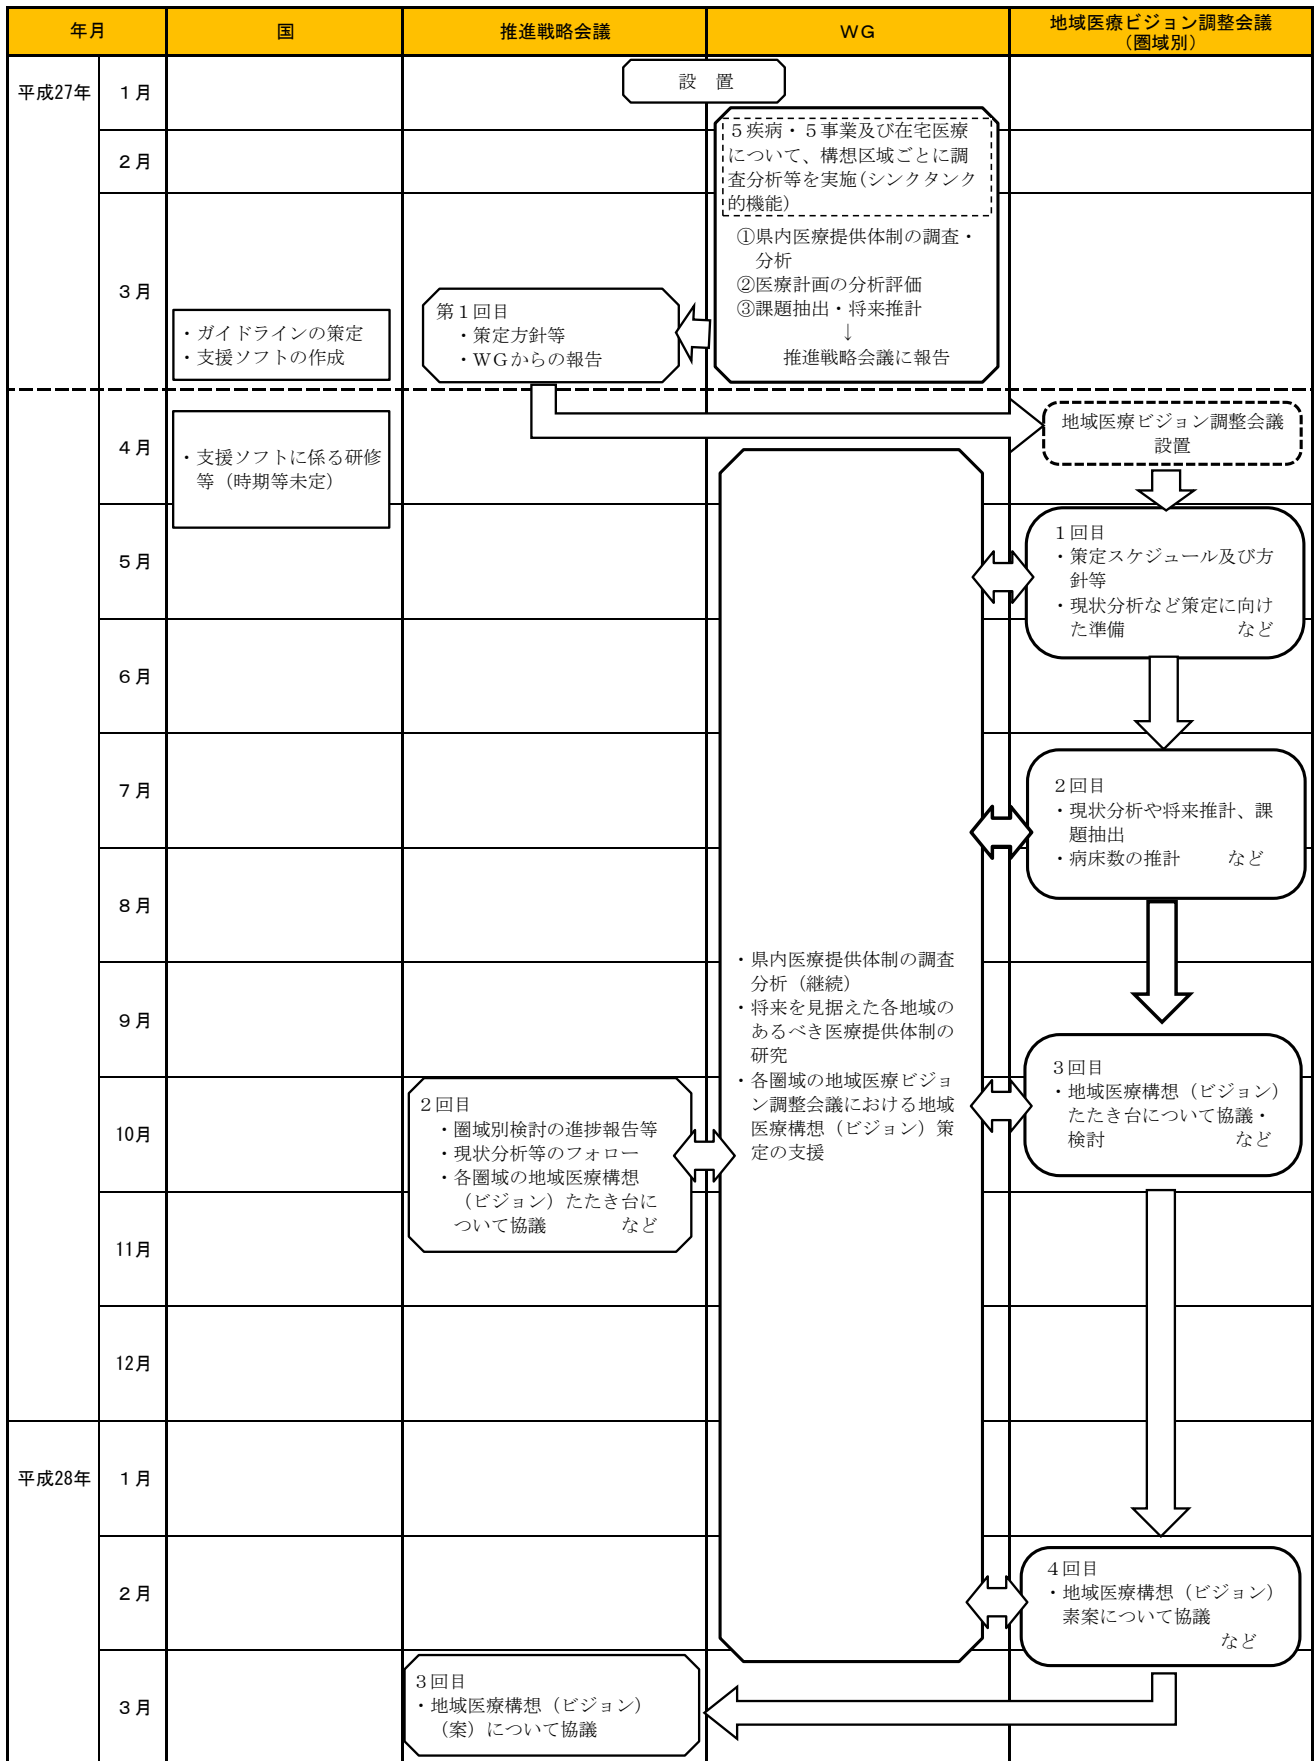 年月
国
推進戦略会議
ＷＧ
地域医療ビジョン調整会議
（圏域別）
平成27年
１月
２月
３月
４月
５月
６月
７月
８月
９月
10月
11月
12月
平成28年
１月
２月
３月
設　置
５疾病・５事業及び在宅医療
について、構想区域ごとに調
査分析等を実施(シンクタンク
的機能)
①県内医療提供体制の調査・
分析
②医療計画の分析評価
③課題抽出・将来推計
↓
推進戦略会議に報告
・ガイドラインの策定
・支援ソフトの作成
第１回目
・策定方針等
・ＷＧからの報告
・支援ソフトに係る研修
等（時期等未定）
地域医療ビジョン調整会議
設置
１回目
・策定スケジュール及び方
針等
・現状分析など策定に向け
た準備　　　　　　など
２回目
・現状分析や将来推計、課
題抽出
・病床数の推計　　　など
・県内医療提供体制の調査
分析（継続）
・将来を見据えた各地域の
あるべき医療提供体制の
研究
・各圏域の地域医療ビジョ
ン調整会議における地域
医療構想（ビジョン）策
定の支援
３回目
・地域医療構想（ビジョン）
たたき台について協議・
検討　　　　　　　など
２回目
・圏域別検討の進捗報告等
・現状分析等のフォロー
・各圏域の地域医療構想
（ビジョン）たたき台に
ついて協議　　　　など
４回目
・地域医療構想（ビジョン）
素案について協議
など
３回目
・地域医療構想（ビジョン）
（案）について協議